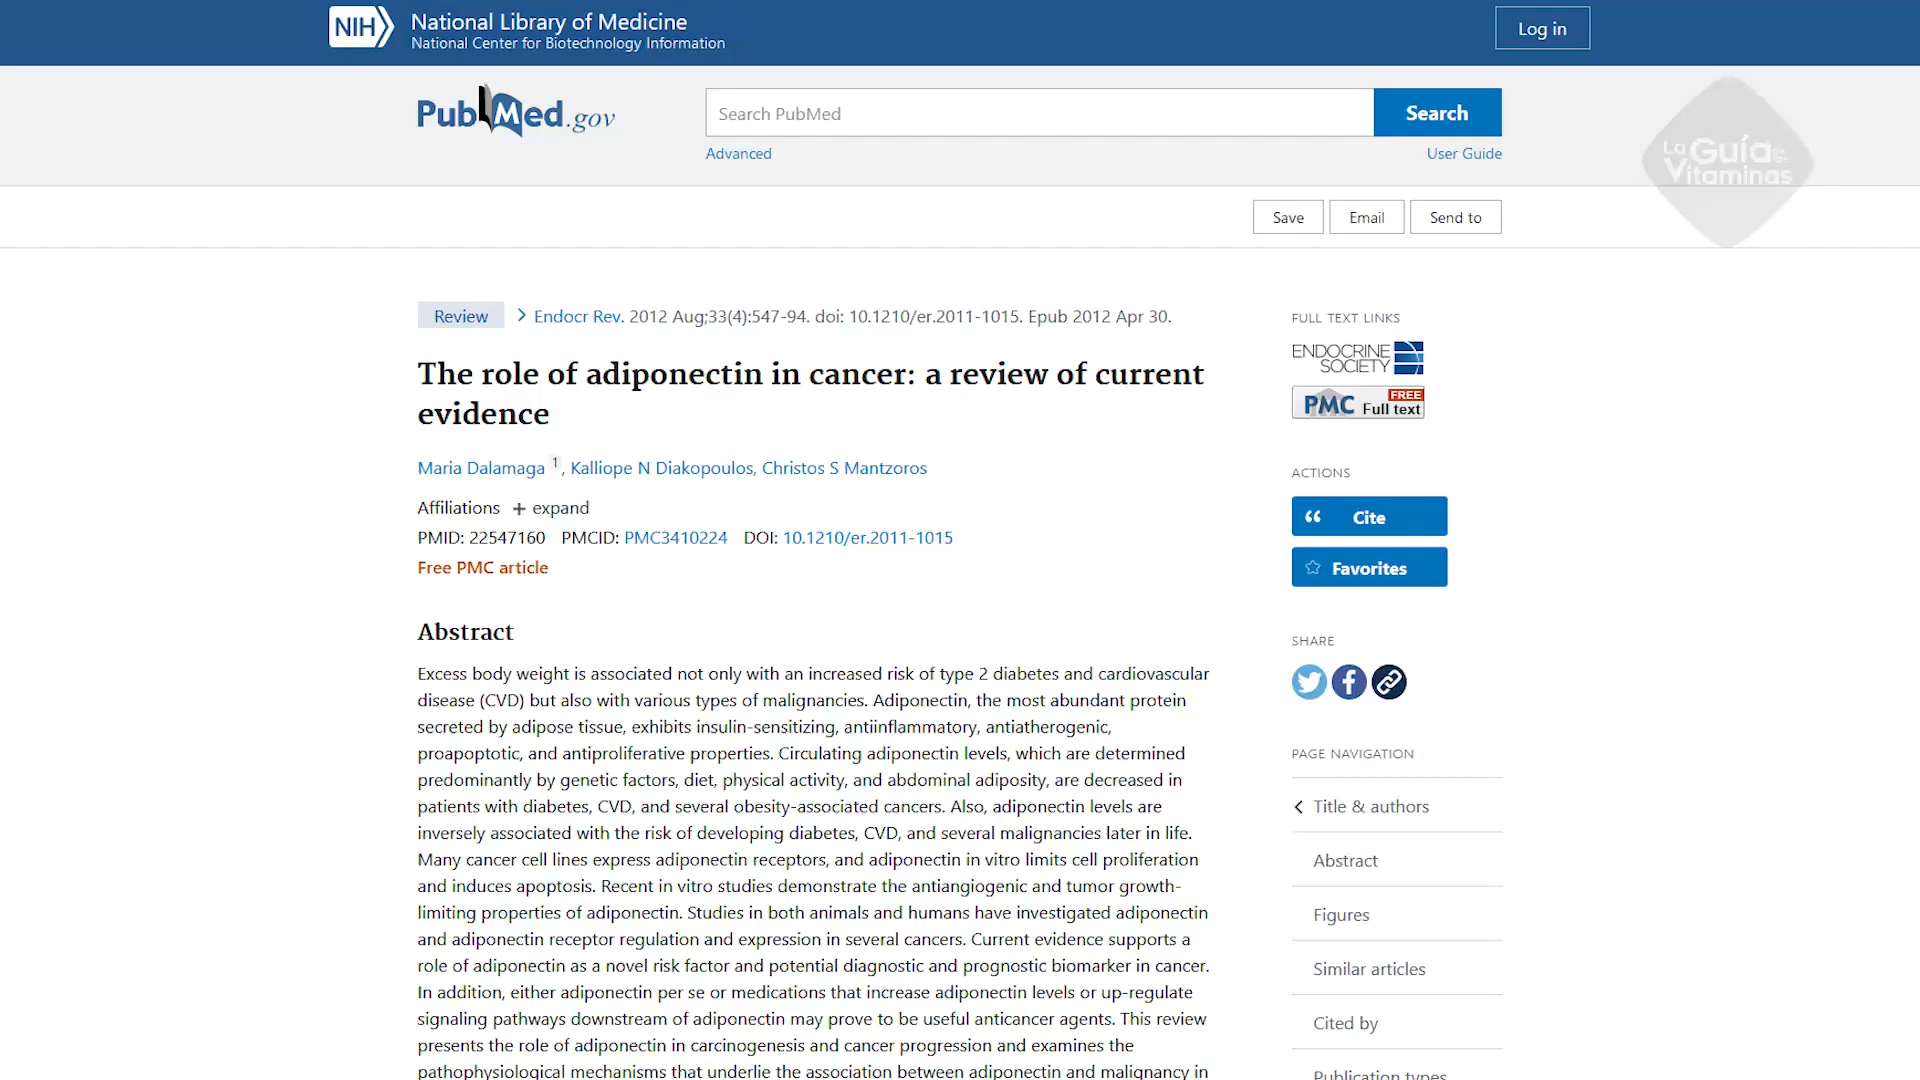 NIH National Library of Medicine
National Center for Biotechnology Information
Log in
PubMed.gov
Search PubMed
Search
Advanced
User Guide
La Guía de las Vitaminas
Save
Email
Send to
Review
Endocr Rev. 2012 Aug;33(4):547-94. doi: 10.1210/er.2011-1015. Epub 2012 Apr 30.
The role of adiponectin in cancer: a review of current
evidence
Maria Dalamaga 1, Kalliope N Diakopoulos, Christos S Mantzoros
Affiliations + expand
PMID: 22547160 PMCID: PMC3410224 DOI: 10.1210/er.2011-1015
Free PMC article
Abstract
Excess body weight is associated not only with an increased risk of type 2 diabetes and cardiovascular
disease (CVD) but also with various types of malignancies. Adiponectin, the most abundant protein
secreted by adipose tissue, exhibits insulin-sensitizing, antiinflammatory, antiatherogenic,
proapoptotic, and antiproliferative properties. Circulating adiponectin levels, which are determined
predominantly by genetic factors, diet, physical activity, and abdominal adiposity, are decreased in
patients with diabetes, CVD, and several obesity-associated cancers. Also, adiponectin levels are
inversely associated with the risk of developing diabetes, CVD, and several malignancies later in life.
Many cancer cell lines express adiponectin receptors, and adiponectin in vitro limits cell proliferation
and induces apoptosis. Recent in vitro studies demonstrate the antiangiogenic and tumor growth-
limiting properties of adiponectin. Studies in both animals and humans have investigated adiponectin
and adiponectin receptor regulation and expression in several cancers. Current evidence supports a
role of adiponectin as a novel risk factor and potential diagnostic and prognostic biomarker in cancer.
In addition, either adiponectin per se or medications that increase adiponectin levels or up-regulate
signaling pathways downstream of adiponectin may prove to be useful anticancer agents. This review
presents the role of adiponectin in carcinogenesis and cancer progression and examines the
pathophysiological mechanisms that underlie the association between adiponectin and malignancy in
FULL TEXT LINKS
ENDOCRINE
SOCIETY
PMC FREE Full text
ACTIONS
Cite
Favorites
SHARE
PAGE NAVIGATION
Title & authors
Abstract
Figures
Similar articles
Cited by
Publication types